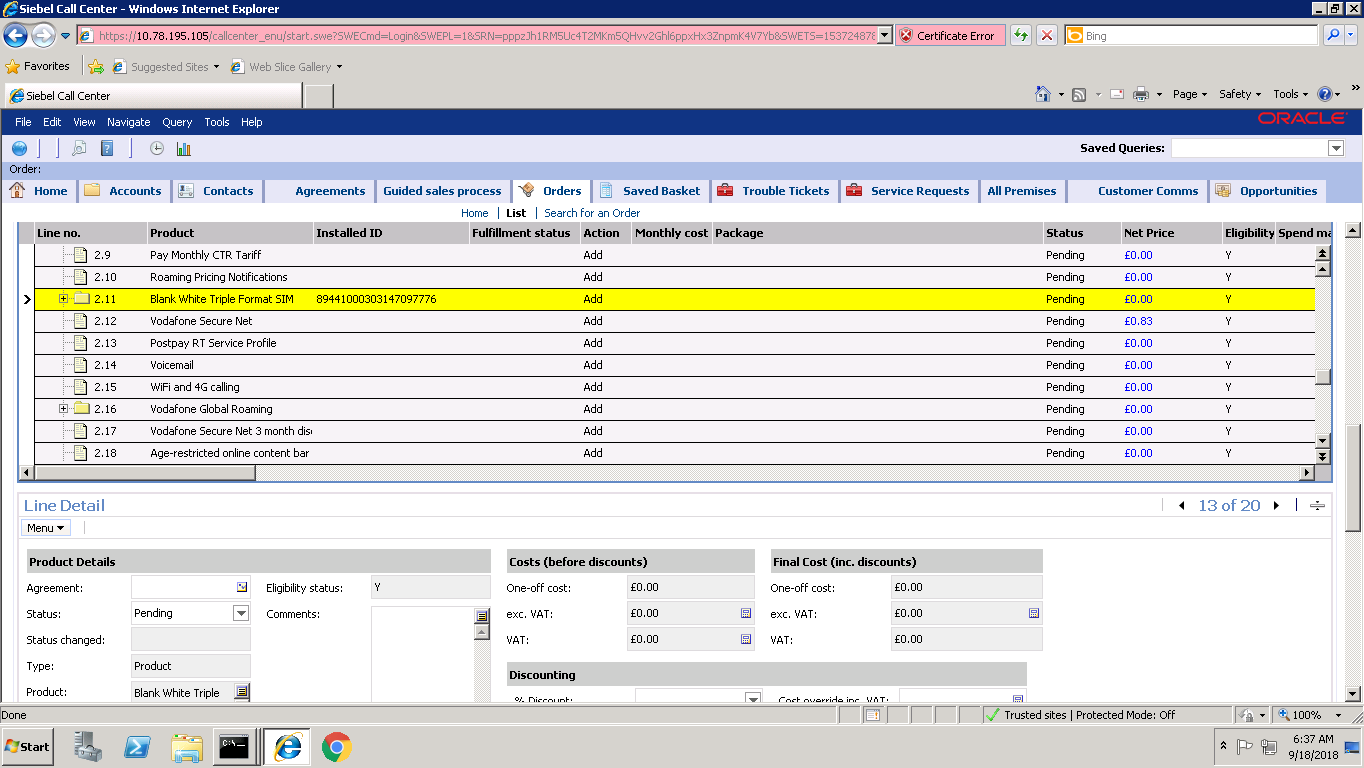 Siebel Call Center - Windows Internet Explorer
https://10.78.195.105/callcenter_enu/start.swe?SWECmd=Login&SWEPL=1&SRN=pppzJh1RM5Uc4T2MKm5QHvv2Ghl6ppxHx3ZnpmK4V7Yb&SWETS=153724878 Certificate Error Bing
Favorites Suggested Sites Web Slice Gallery
Siebel Call Center Page Safety Tools
File Edit View Navigate Query Tools Help ORACLE
Saved Queries:
Order:
Home Accounts Contacts Agreements Guided sales process Orders Saved Basket Trouble Tickets Service Requests All Premises Customer Comms Opportunities
Home List Search for an Order
Line no. Product Installed ID Fulfillment status Action Monthly cost Package Status Net Price Eligibility Spend ma
2.9 Pay Monthly CTR Tariff Add Pending £0.00 Y
2.10 Roaming Pricing Notifications Add Pending £0.00 Y
2.11 Blank White Triple Format SIM 89441000303147097776 Add Pending £0.00 Y
2.12 Vodafone Secure Net Add Pending £0.83 Y
2.13 Postpay RT Service Profile Add Pending £0.00 Y
2.14 Voicemail Add Pending £0.00 Y
2.15 WiFi and 4G calling Add Pending £0.00 Y
2.16 Vodafone Global Roaming Add Pending £0.00 Y
2.17 Vodafone Secure Net 3 month disc Add Pending £0.00 Y
2.18 Age-restricted online content bar Add Pending £0.00 Y
Line Detail 13 of 20
Menu
Product Details Costs (before discounts) Final Cost (inc. discounts)
Agreement: Eligibility status: Y One-off cost: £0.00 One-off cost: £0.00
Status: Pending Comments: exc. VAT: £0.00 exc. VAT: £0.00
Status changed: VAT: £0.00 VAT: £0.00
Type: Product
Discounting
Product: Blank White Triple
% Discount: Cost override inc. VAT:
Done Trusted sites | Protected Mode: Off 100%
Start C:\ 6:37 AM
9/18/2018